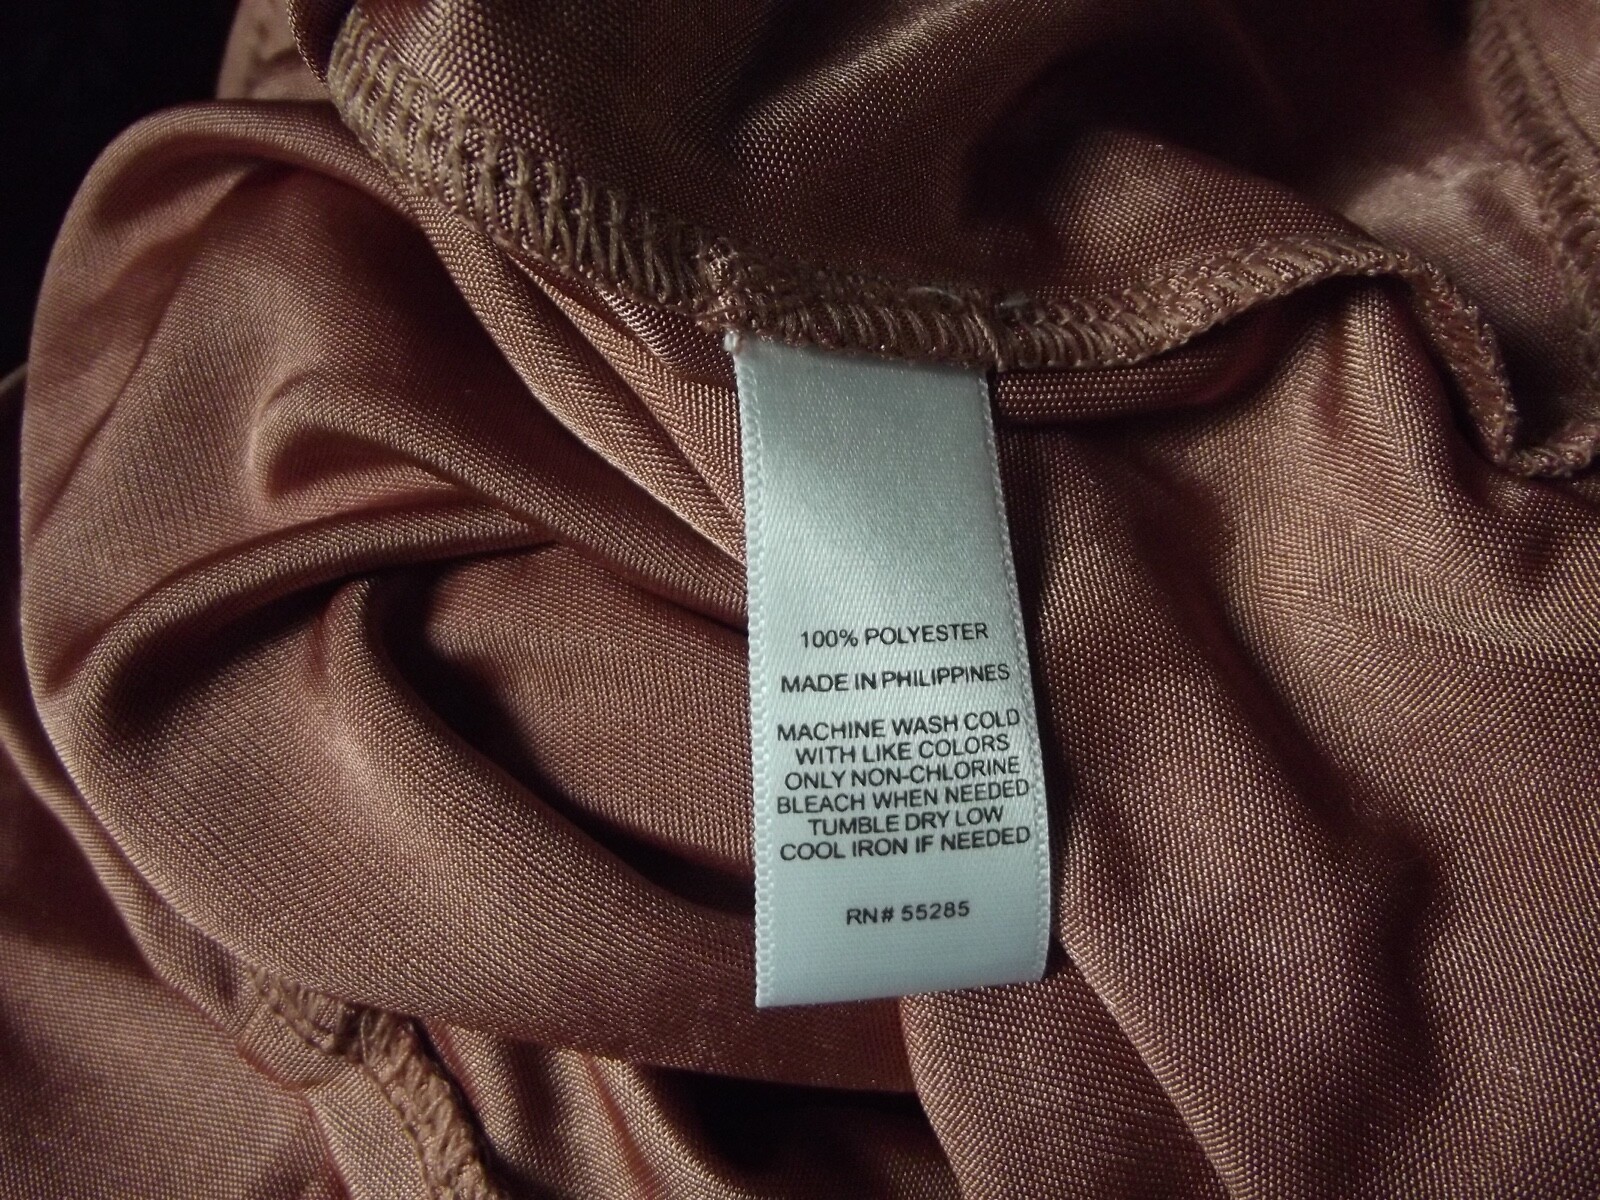 100% POLYESTER
MADE IN PHILIPPINES
MACHINE WASH COLD
WITH LIKE COLORS
ONLY NON-CHLORINE
BLEACH WHEN NEEDED
TUMBLE DRY LOW
COOL IRON IF NEEDED
RN# 55285